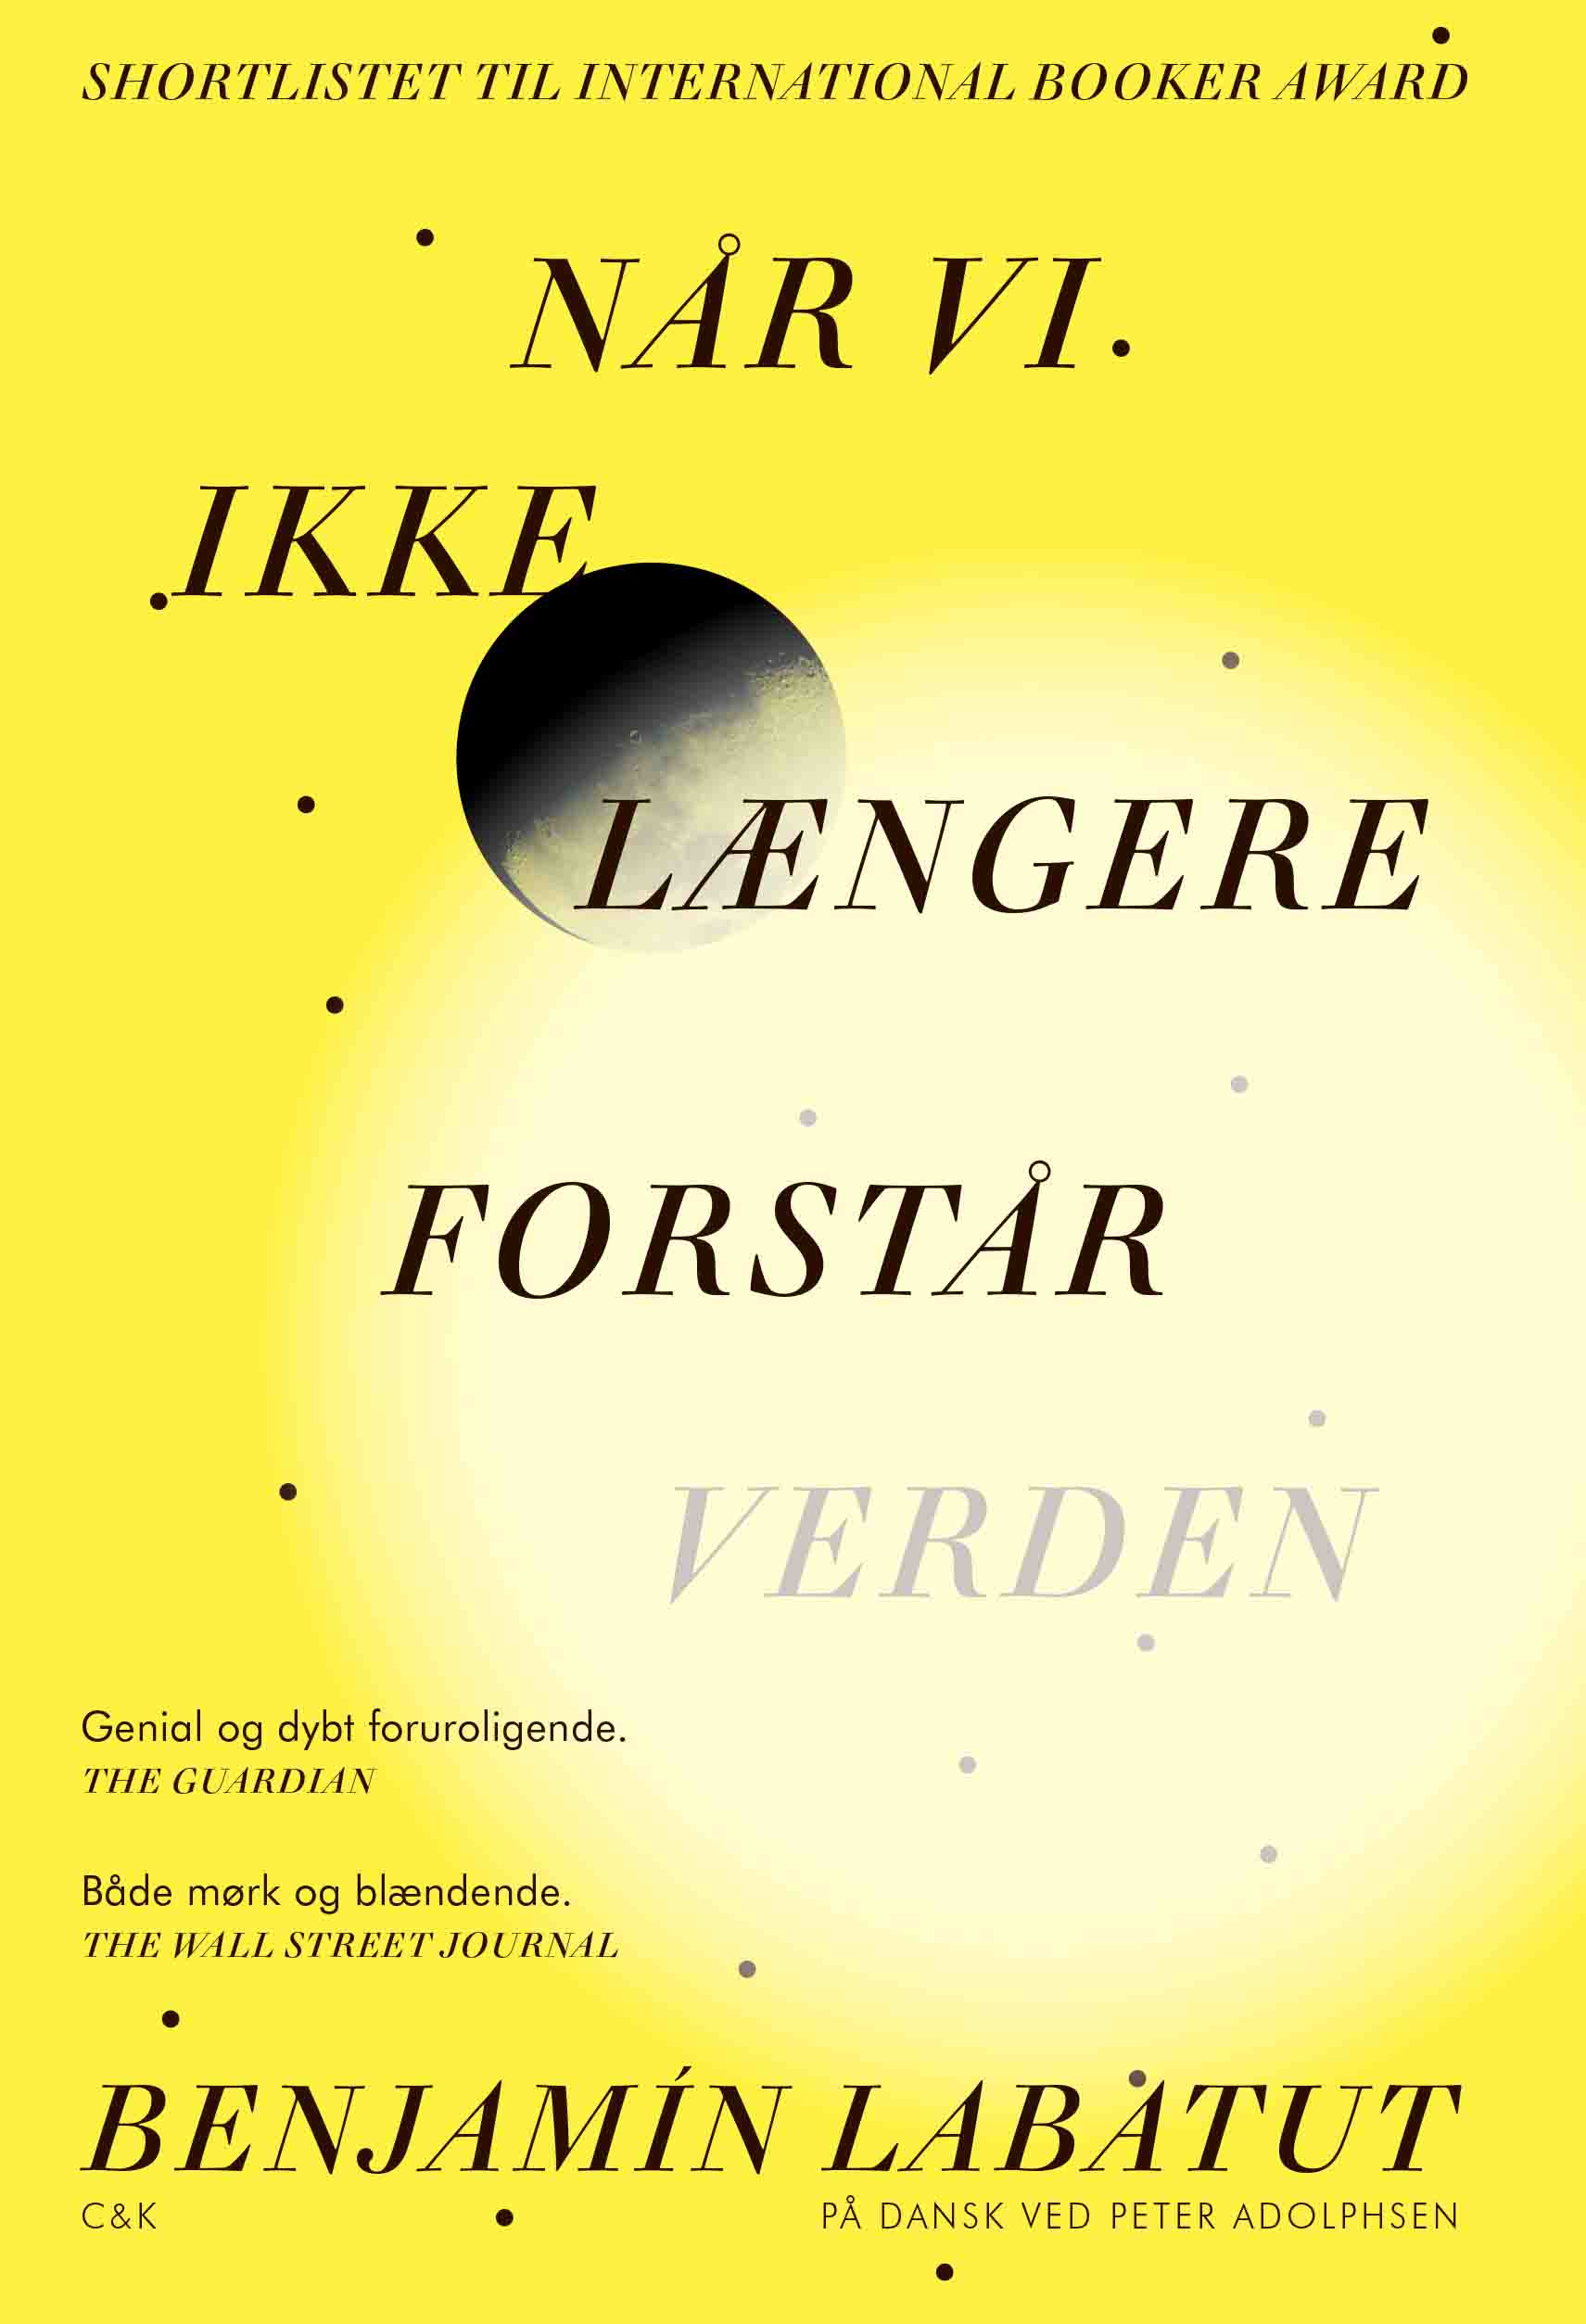 SHORTLISTET TIL INTERNATIONAL BOOKER AWARD
NÅR VI
IKKE
LÆNGERE
FORSTÅR
VERDEN
Genial og dybt foruroligende.
THE GUARDIAN
Både mørk og blændende.
THE WALL STREET JOURNAL
BENJAMÍN LABATUT
C&K
PÅ DANSK VED PETER ADOLPHSEN